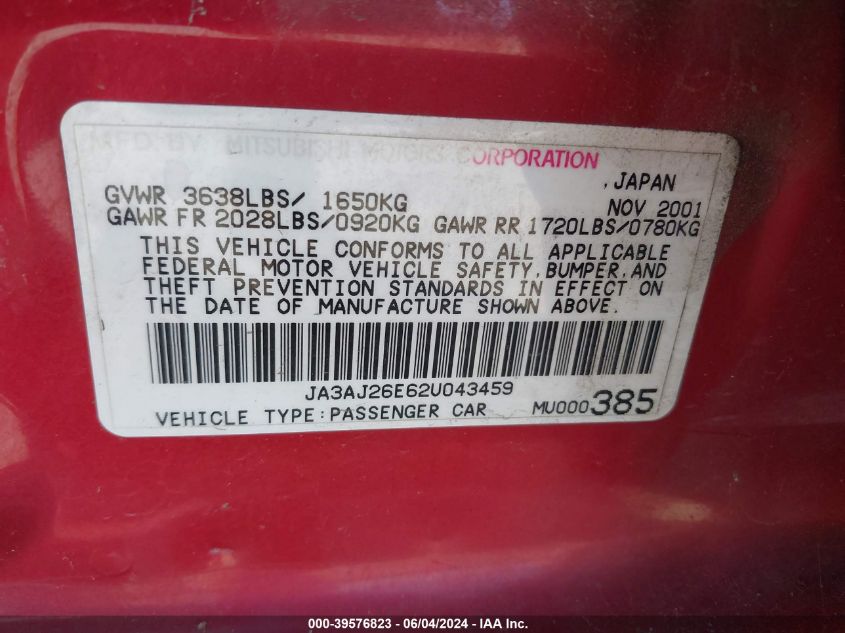 MFD BY MITSUBISHI MOTORS CORPORATION
, JAPAN
GVWR 3638LBS/ 1650KG NOV 2001
GAWR FR 2028LBS/0920KG GAWR RR 1720LBS/0780KG
THIS VEHICLE CONFORMS TO ALL APPLICABLE
FEDERAL MOTOR VEHICLE SAFETY, BUMPER, AND
THEFT PREVENTION STANDARDS IN EFFECT ON
THE DATE OF MANUFACTURE SHOWN ABOVE.
JA3AJ26E62U043459
VEHICLE TYPE:PASSENGER CAR MU000385
000-39576823 - 06/04/2024 - IAA Inc.